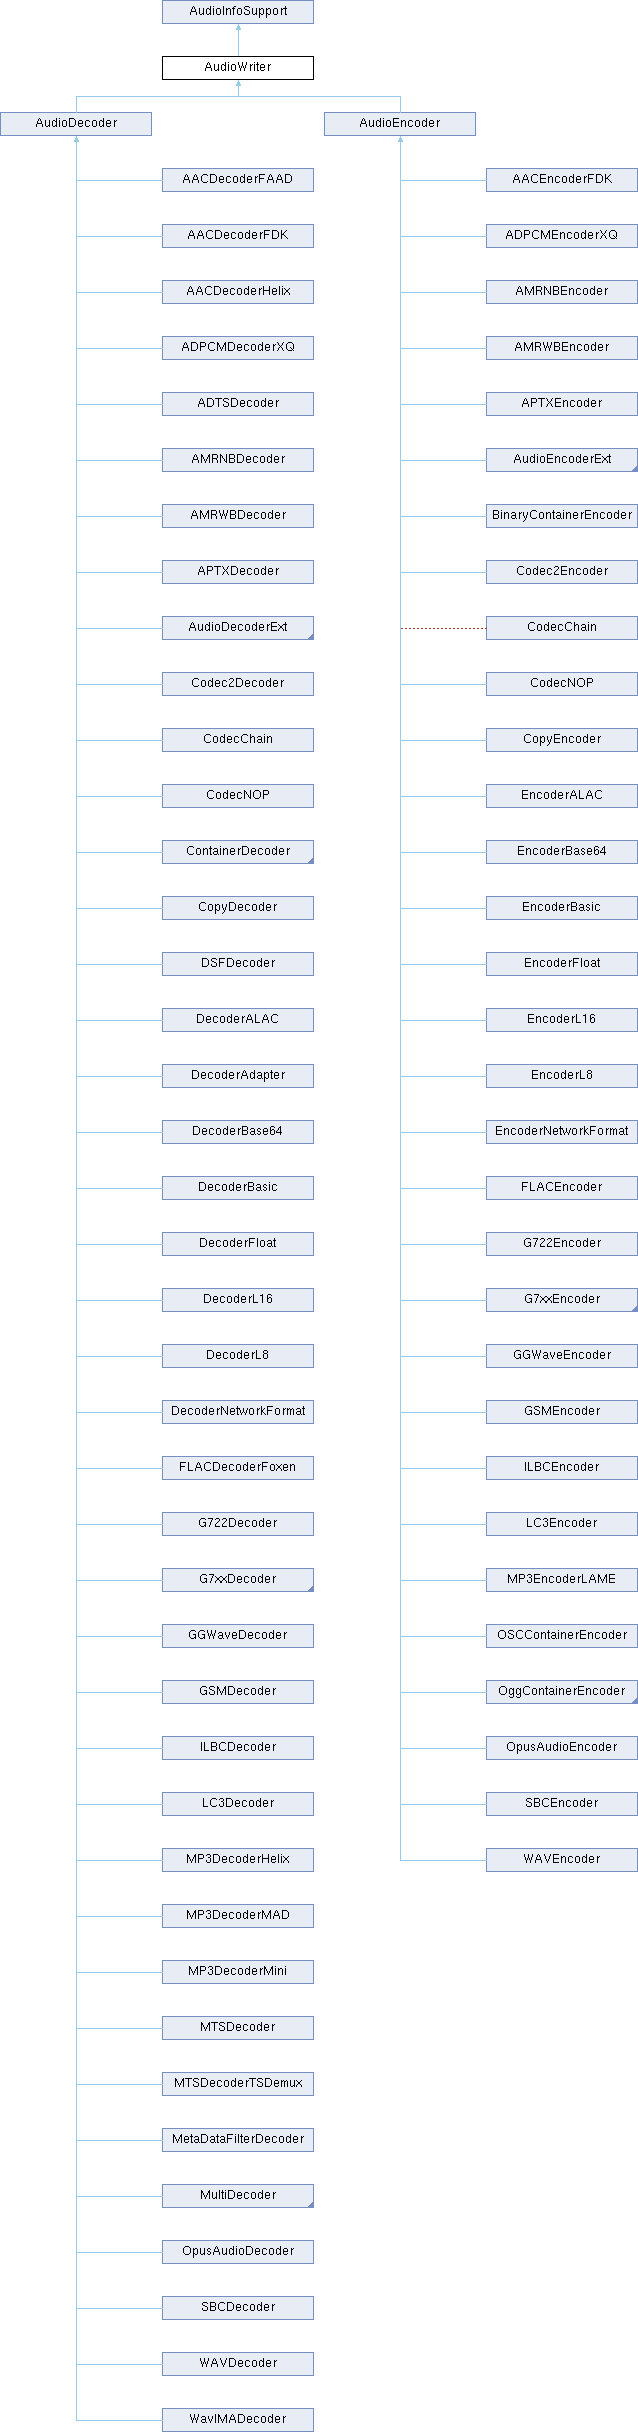 AudioInfoSupport
AudioWriter
AudioDecoder
AudioEncoder
AACDecoderFAAD
AACEncoderFDK
AACDecoderFDK
ADPCMEncoderXQ
AACDecoderHelix
AMRNBEncoder
ADPCMDecoderXQ
AMRWBEncoder
ADTSDecoder
APTXEncoder
AMRNBDecoder
AudioEncoderExt
AMRWBDecoder
BinaryContainerEncoder
APTXDecoder
Codec2Encoder
AudioDecoderExt
CodecChain
Codec2Decoder
CodecNOP
CodecChain
CopyEncoder
CodecNOP
EncoderALAC
ContainerDecoder
EncoderBase64
CopyDecoder
EncoderBasic
DSFDecoder
EncoderFloat
DecoderALAC
EncoderL16
DecoderAdapter
EncoderL8
DecoderBase64
EncoderNetworkFormat
DecoderBasic
FLACEncoder
DecoderFloat
G722Encoder
DecoderL16
G7xxEncoder
DecoderL8
GGWaveEncoder
DecoderNetworkFormat
GSMEncoder
FLACDecoderFoxen
ILBCEncoder
G722Decoder
LC3Encoder
G7xxDecoder
MP3EncoderLAME
GGWaveDecoder
OSCContainerEncoder
GSMDecoder
OggContainerEncoder
ILBCDecoder
OpusAudioEncoder
LC3Decoder
SBCEncoder
MP3DecoderHelix
WAVEncoder
MP3DecoderMAD
MP3DecoderMini
MTSDecoder
MTSDecoderTSDemux
MetaDataFilterDecoder
MultiDecoder
OpusAudioDecoder
SBCDecoder
WAVDecoder
WavIMADecoder